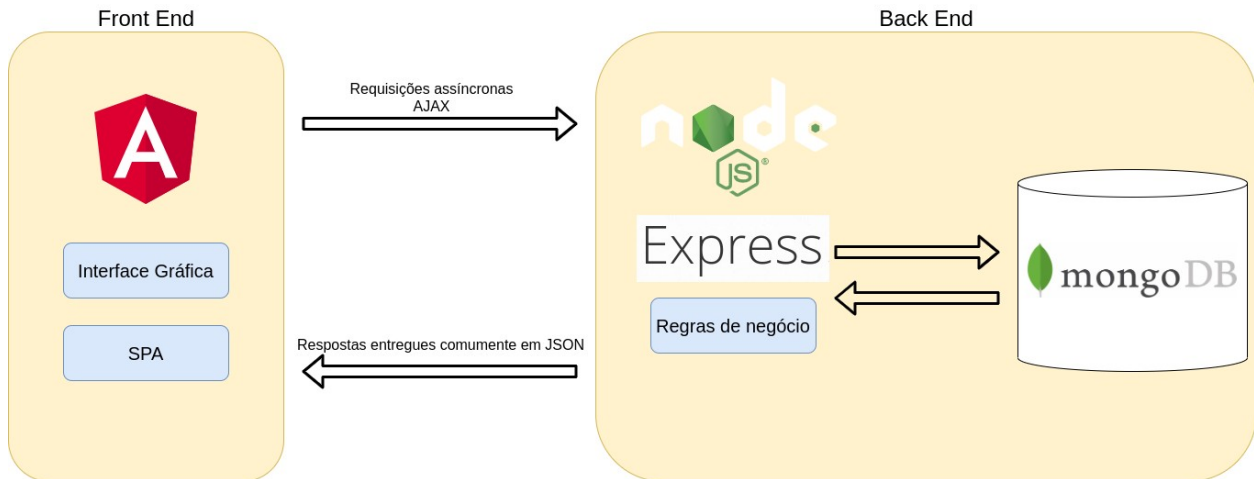 Front End
Back End
Requisições assíncronas
AJAX
node
JS®
Express
Interface Gráfica
mongoDB
Regras de negócio
SPA
Respostas entregues comumente em JSON